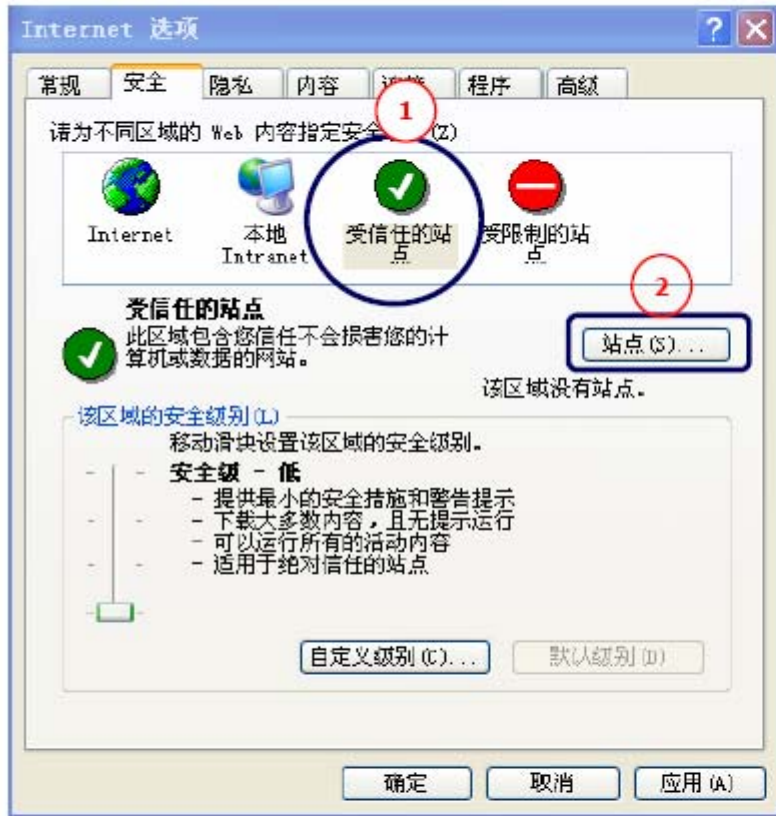 Internet 选项
常规 安全 隐私 内容 程序 高级
请为不同区域的 Web 内容指定安全 (Z)
1
Internet
本地
Intranet
受信任的站
点
受限制的站
点
2
受信任的站点
此区域包含您信任不会损害您的计
算机或数据的网站。
站点(S)...
该区域没有站点。
该区域的安全级别(L)
移动滑块设置该区域的安全级别。
安全级 - 低
- 提供最小的安全措施和警告提示
- 下载大多数内容，且无提示运行
- 可以运行所有的活动内容
- 适用于绝对信任的站点
自定义级别(C)...
默认级别(D)
确定 取消 应用(A)